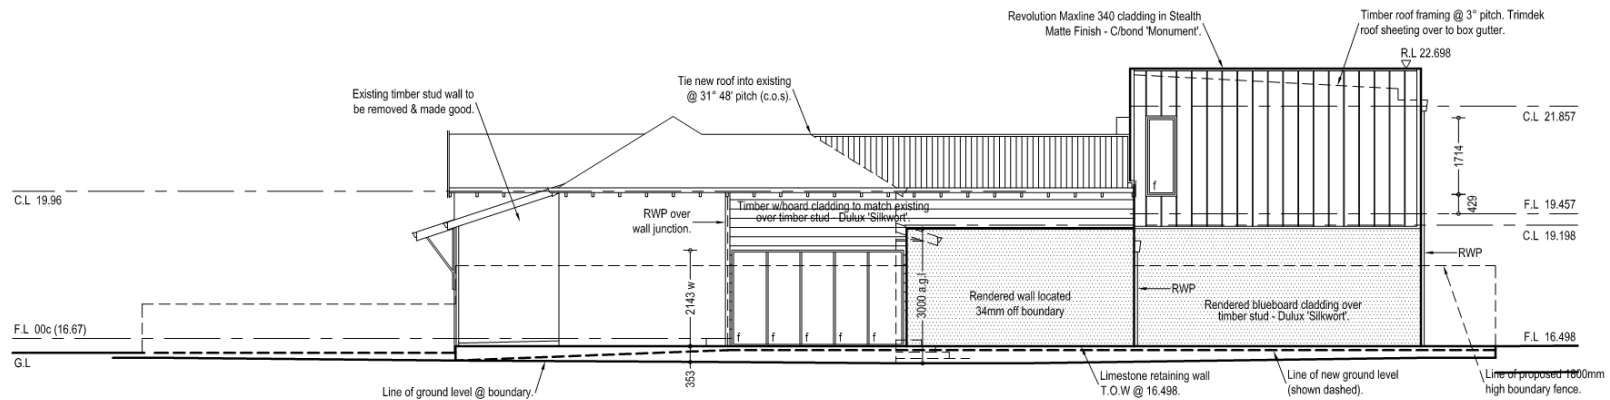 Revolution Maxline 340 cladding in Stealth
Matte Finish - C/bond 'Monument'.
Timber roof framing @ 3° pitch. Trimdek
roof sheeting over to box gutter.
R.L 22.698
Tie new roof into existing
@ 31° 48' pitch (c.o.s).
Existing timber stud wall to
be removed & made good.
C.L 21.857
1714
f
429
C.L 19.96
F.L 19.457
Timber w/board cladding to match existing
over timber stud - Dulux 'Silkwort'.
RWP over
wall junction.
C.L 19.198
RWP
RWP
2143 w
3000 a.g.l
Rendered wall located
34mm off boundary
Rendered blueboard cladding over
timber stud - Dulux 'Silkwort'.
F.L 00c (16.67)
f f f f f
F.L 16.498
G.L
353
Line of ground level @ boundary.
Limestone retaining wall
T.O.W @ 16.498.
Line of new ground level
(shown dashed).
Line of proposed 1800mm
high boundary fence.